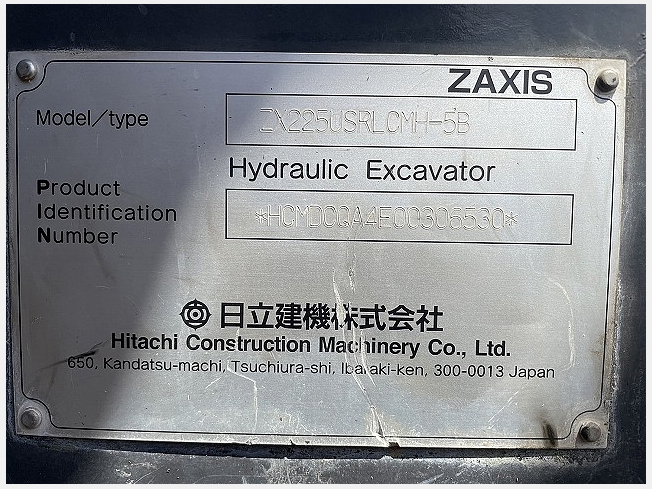 ZAXIS
Model/type ZX225USRLCMH-5B
Hydraulic Excavator
Product
Identification
Number
*HCMDCQA4E00306530*
日立建機株式会社
Hitachi Construction Machinery Co., Ltd.
650, Kandatsu-machi, Tsuchiura-shi, Ibaraki-ken, 300-0013 Japan